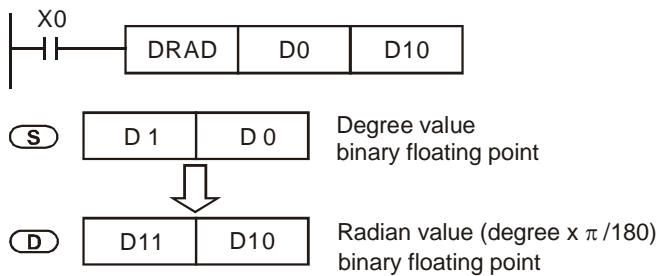 X0
DRAD D0 D10
S D 1 D 0 Degree value
binary floating point
D D11 D10 Radian value (degree x π /180)
binary floating point